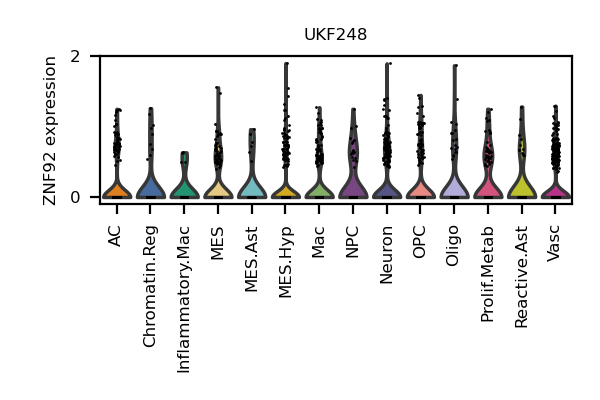 UKF248
ZNF92 expression
2
0
AC
Chromatin.Reg
Inflammatory.Mac
MES
MES.Ast
MES.Hyp
Mac
NPC
Neuron
OPC
Oligo
Prolif.Metab
Reactive.Ast
Vasc